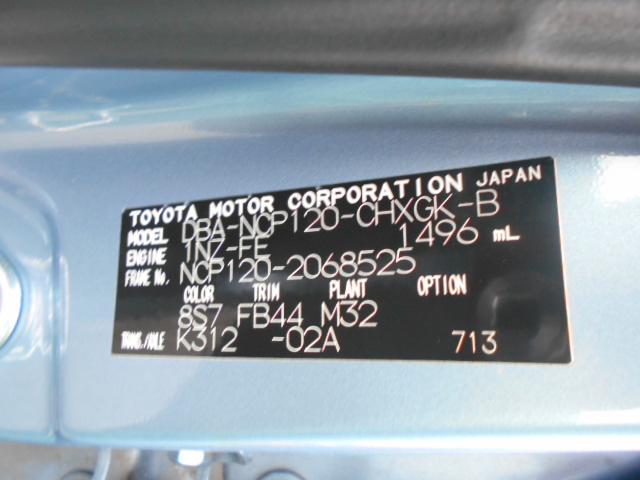 TOYOTA MOTOR CORPORATION JAPAN
MODEL DBA-NCP120-CHXGK-B
ENGINE 1NZ-FE 1496 mL
FRAME No. NCP120-2068525
COLOR TRIM PLANT OPTION
8S7 FB44 M32
TRANS./AXLE K312 -02A 713